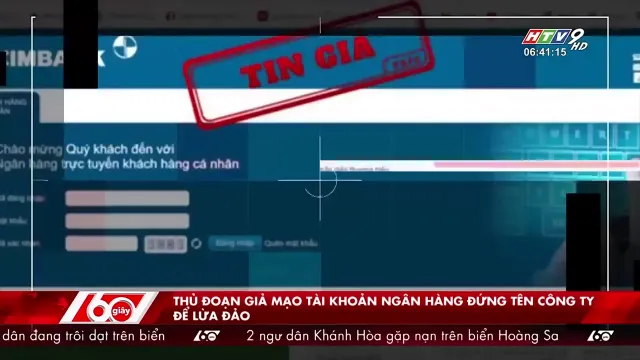 HTV9
HD
06:41:15
XIMBANK
TIN GIẢ
Chào mừng Quý khách đến với
Ngân hàng trực tuyến khách hàng cá nhân
Đăng nhập
Quên mật khẩu
60
giây
THỦ ĐOẠN GIẢ MẠO TÀI KHOẢN NGÂN HÀNG ĐỨNG TÊN CÔNG TY
ĐỂ LỪA ĐẢO
dân đang trôi dạt trên biển
2 ngư dân Khánh Hòa gặp nạn trên biển Hoàng Sa